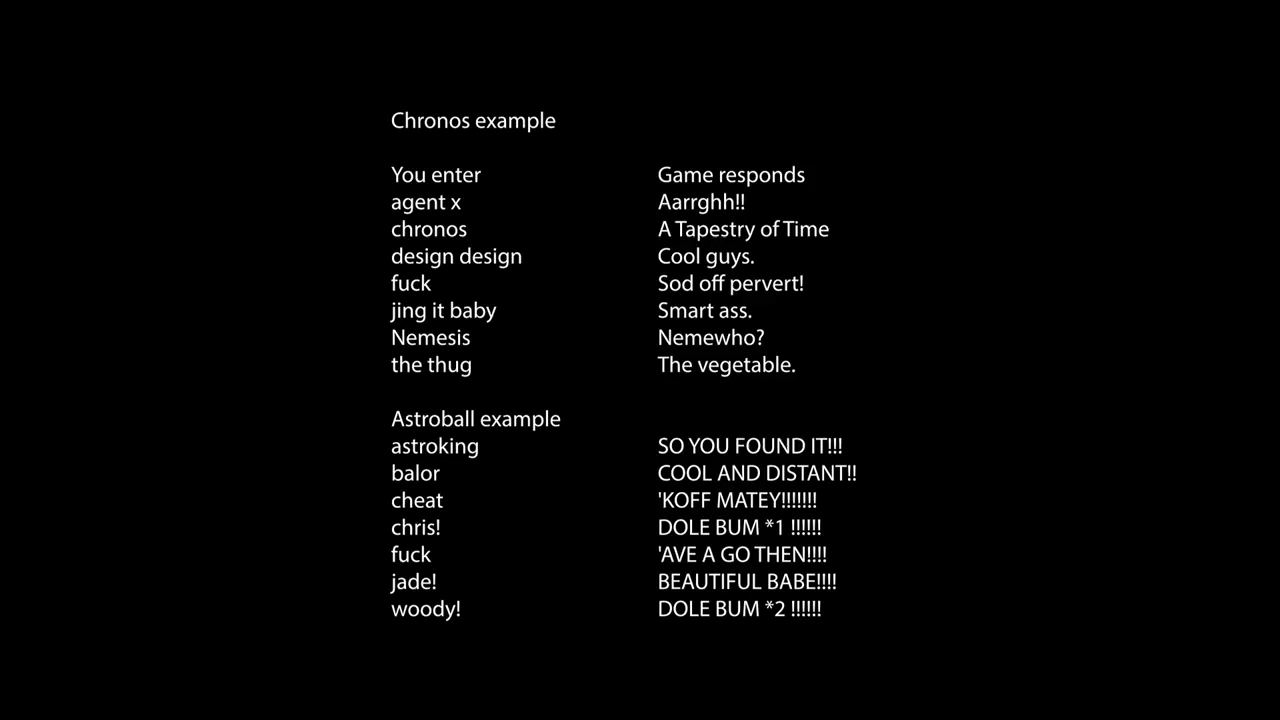 Chronos example
You enter Game responds
agent x Aarrghh!!
chronos A Tapestry of Time
design design Cool guys.
fuck Sod off pervert!
jing it baby Smart ass.
Nemesis Nemewho?
the thug The vegetable.
Astroball example
astroking SO YOU FOUND IT!!!
balor COOL AND DISTANT!!
cheat 'KOFF MATEY!!!!!!!
chris! DOLE BUM *1 !!!!!!
fuck 'AVE A GO THEN!!!!
jade! BEAUTIFUL BABE!!!!
woody! DOLE BUM *2 !!!!!!